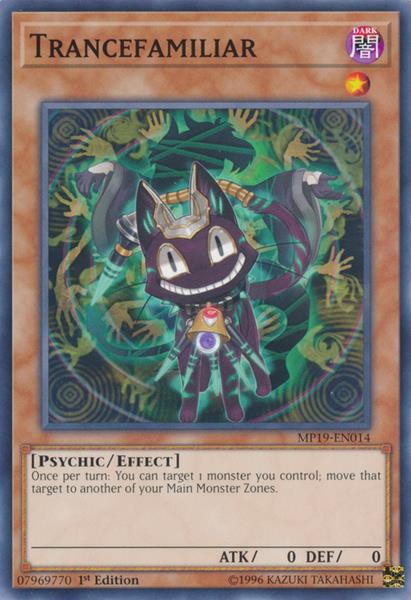 TRANCEFAMILIAR
DARK
闇
MP19-EN014
[PSYCHIC/EFFECT]
Once per turn: You can target 1 monster you control; move that
target to another of your Main Monster Zones.
ATK/ 0 DEF/ 0
07969770 1st Edition ©1996 KAZUKI TAKAHASHI